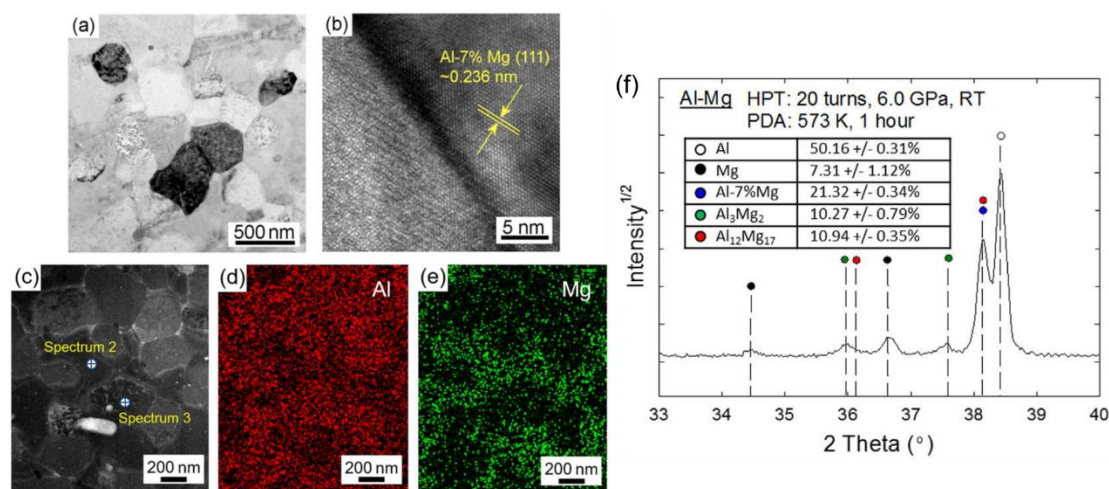 (a)
500 nm
(b)
Al-7% Mg (111)
~0.236 nm
5 nm
(c)
Spectrum 2
Spectrum 3
200 nm
(d)
Al
200 nm
(e)
Mg
200 nm
(f)
Al-Mg HPT: 20 turns, 6.0 GPa, RT
PDA: 573 K, 1 hour
Al 50.16 +/- 0.31%
Mg 7.31 +/- 1.12%
Al-7%Mg 21.32 +/- 0.34%
Al₃Mg₂ 10.27 +/- 0.79%
Al₁₂Mg₁₇ 10.94 +/- 0.35%
Intensity¹ᐟ²
33 34 35 36 37 38 39 40
2 Theta (°)